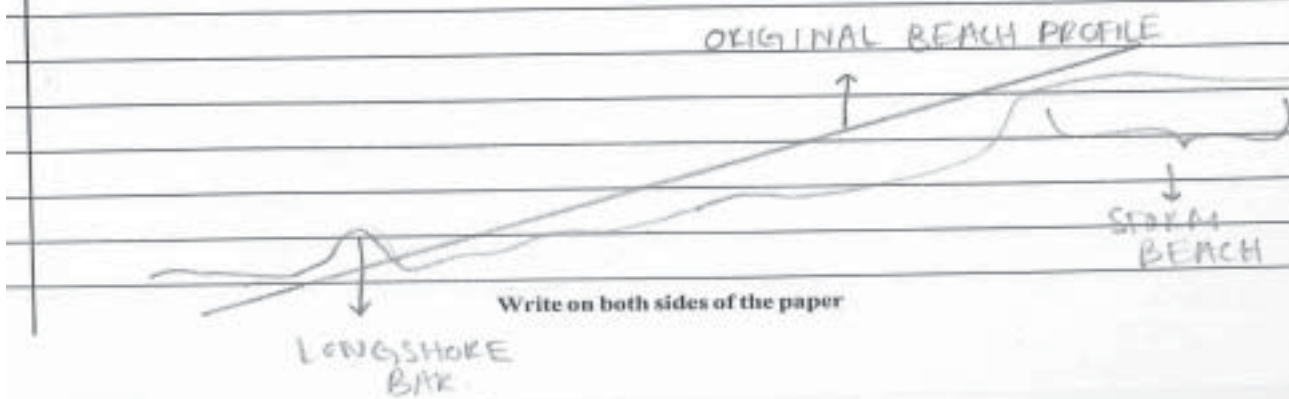 ORIGINAL BEACH PROFILE
STORM
BEACH
Write on both sides of the paper
LONGSHORE
BAR